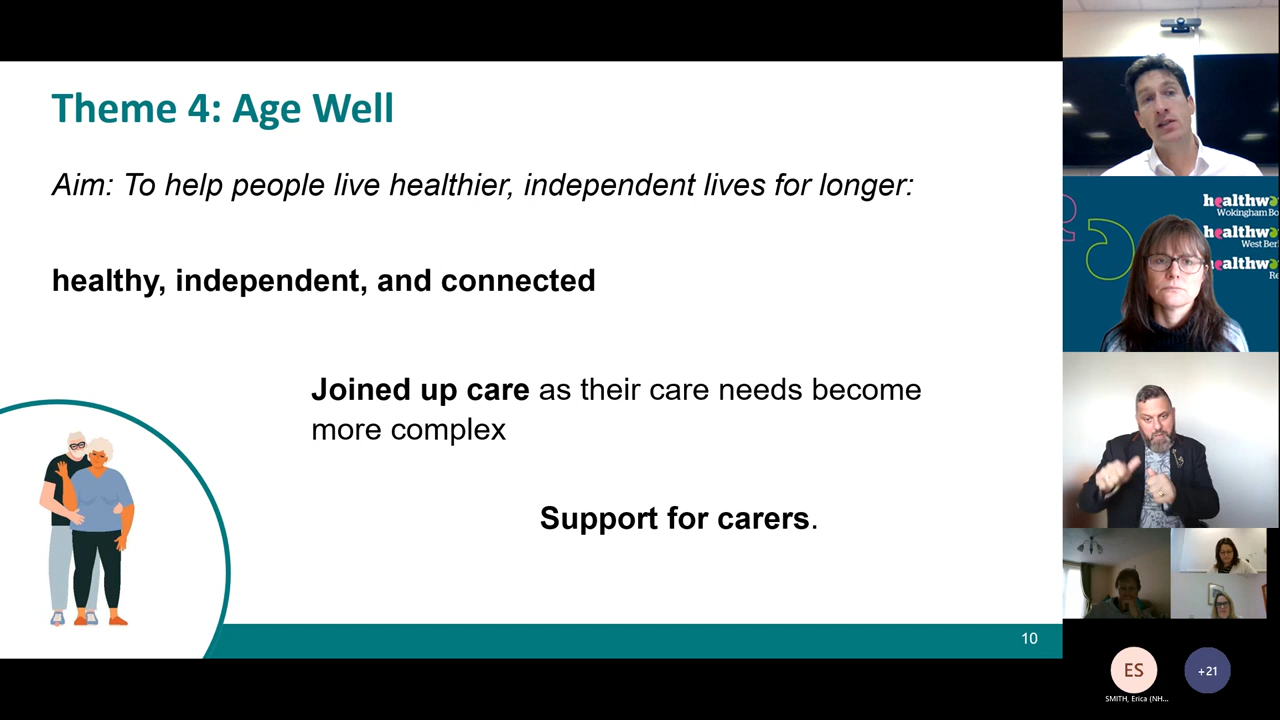 Theme 4: Age Well
Aim: To help people live healthier, independent lives for longer:
healthy, independent, and connected
Joined up care as their care needs become
more complex
Support for carers.
10
healthwa
Wokingham Bo
healthwa
West Ber
healthwa
Re
ES
+21
SMITH, Erica (NH...